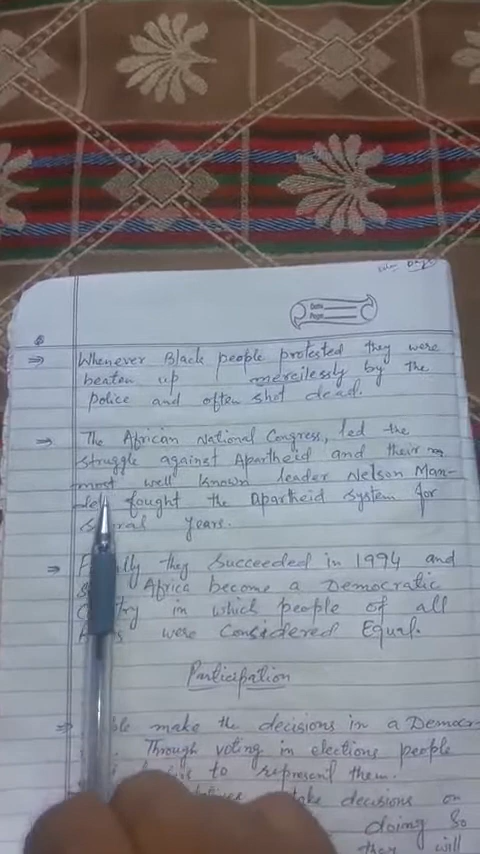 Date
Page
⇒ Whenever Black people protested they were
beaten up mercilessly by the
police and often shot dead.
⇒ The African National Congress, led the
struggle against Apartheid and their
most well known leader Nelson Man-
fought the Apartheid System for
years.
⇒ they Succeeded in 1994 and
Africa become a Democratic
in which people of all
were Considered Equal.
Participation
⇒ make the decisions in a Democr-
Through voting in elections people
to represent them.
take decisions on
doing So
they will